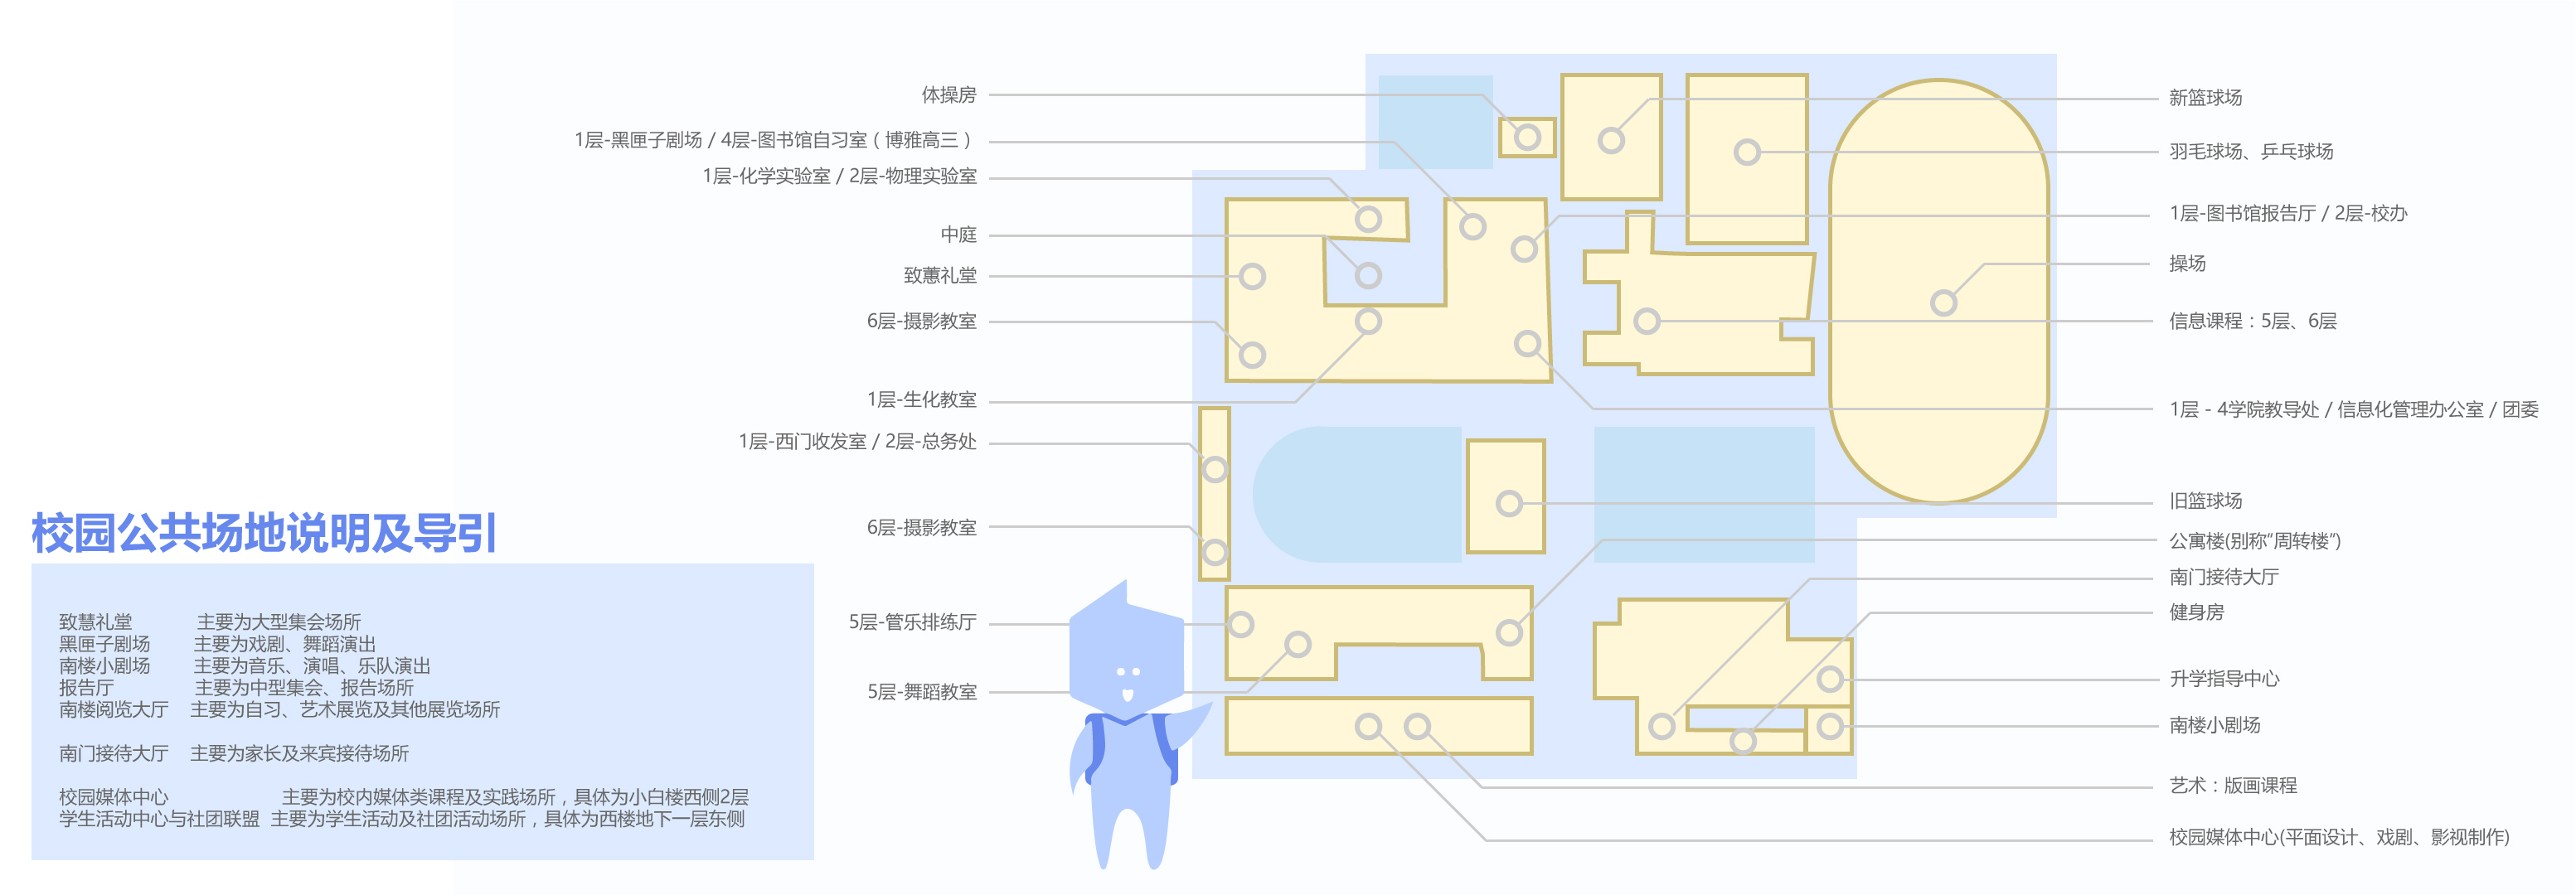 体操房
1层-黑匣子剧场 / 4层-图书馆自习室（博雅高三）
1层-化学实验室 / 2层-物理实验室
中庭
致蕙礼堂
6层-摄影教室
1层-生化教室
1层-西门收发室 / 2层-总务处
6层-摄影教室
5层-管乐排练厅
5层-舞蹈教室
新篮球场
羽毛球场、乒乓球场
1层-图书馆报告厅 / 2层-校办
操场
信息课程：5层、6层
1层 - 4学院教导处 / 信息化管理办公室 / 团委
旧篮球场
公寓楼(别称“周转楼”)
南门接待大厅
健身房
升学指导中心
南楼小剧场
艺术：版画课程
校园媒体中心(平面设计、戏剧、影视制作)
校园公共场地说明及导引
致慧礼堂 主要为大型集会场所
黑匣子剧场 主要为戏剧、舞蹈演出
南楼小剧场 主要为音乐、演唱、乐队演出
报告厅 主要为中型集会、报告场所
南楼阅览大厅 主要为自习、艺术展览及其他展览场所
南门接待大厅 主要为家长及来宾接待场所
校园媒体中心 主要为校内媒体类课程及实践场所，具体为小白楼西侧2层
学生活动中心与社团联盟 主要为学生活动及社团活动场所，具体为西楼地下一层东侧